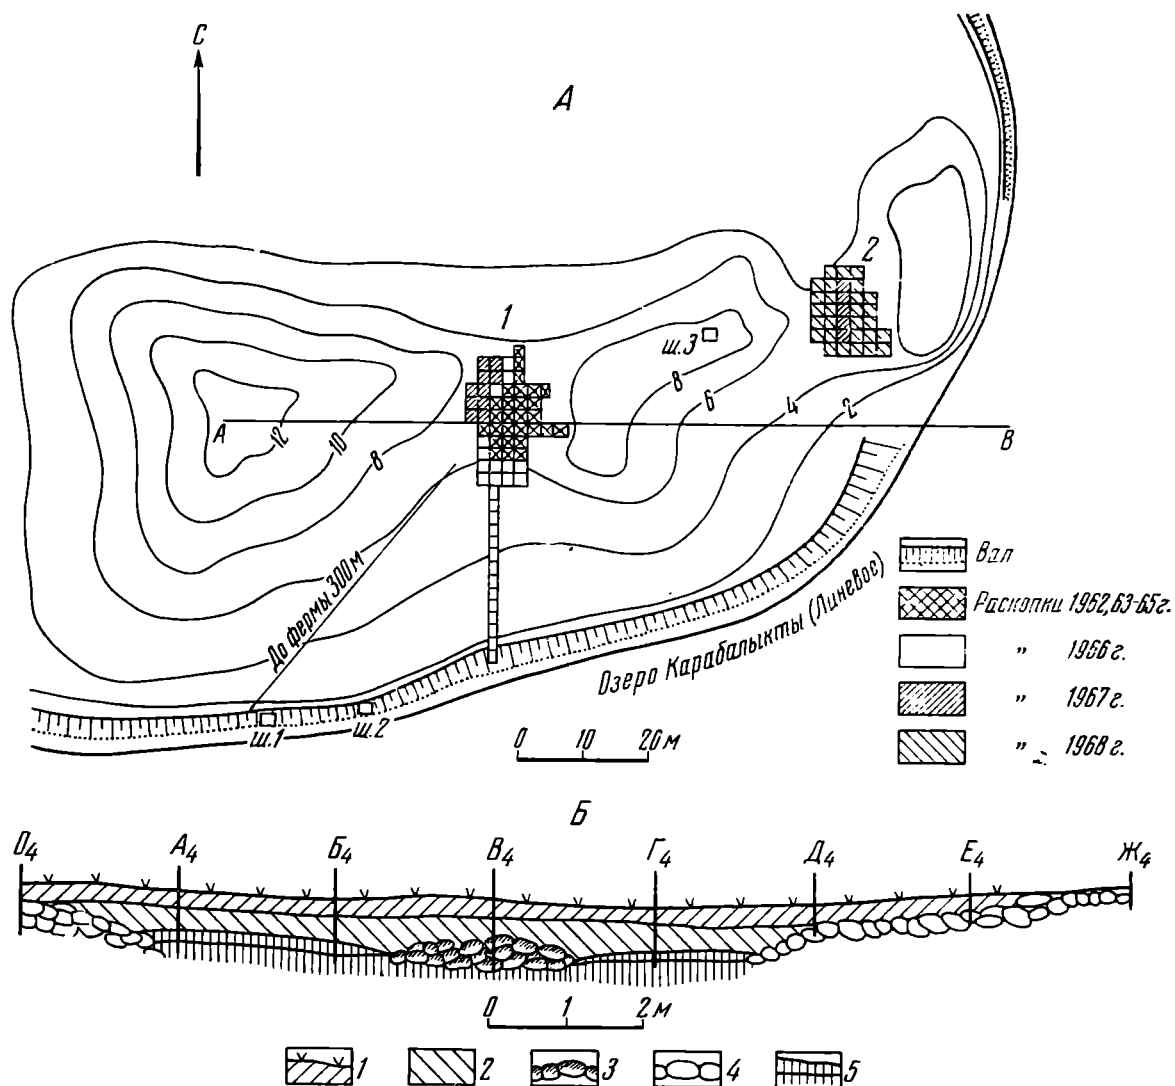 С
А
1
2
ш.3
8
6
4
2
А
12
10
8
В
До фермы 300 м
Озеро Карабалыкты (Линевое)
ш.1
ш.2
0 10 20 м
Вал
Раскопки 1962, 63-65г.
" 1966 г.
" 1967 г.
" 1968 г.
Б
О4 А4 Б4 В4 Г4 Д4 Е4 Ж4
0 1 2 м
1 2 3 4 5